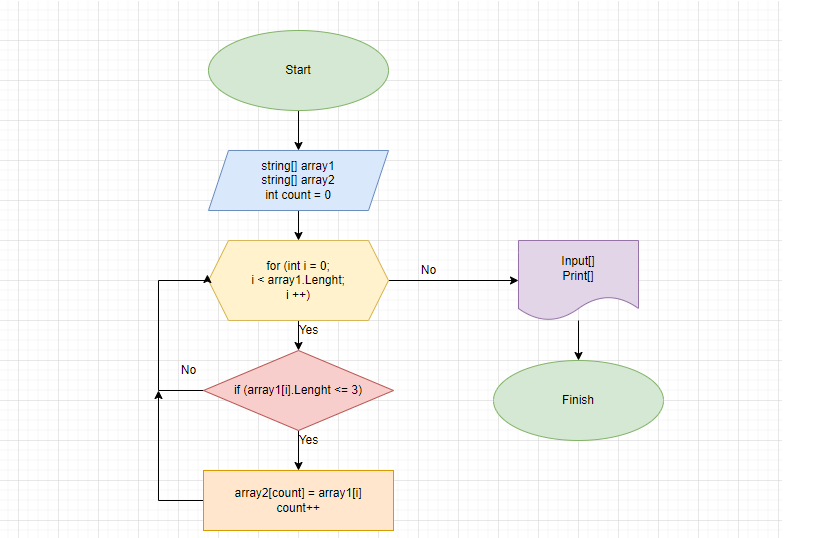 Start
string[] array1
string[] array2
int count = 0
for (int i = 0;
i < array1.Lenght;
i ++)
No
Input[]
Print[]
Yes
No
if (array1[i].Lenght <= 3)
Finish
Yes
array2[count] = array1[i]
count++